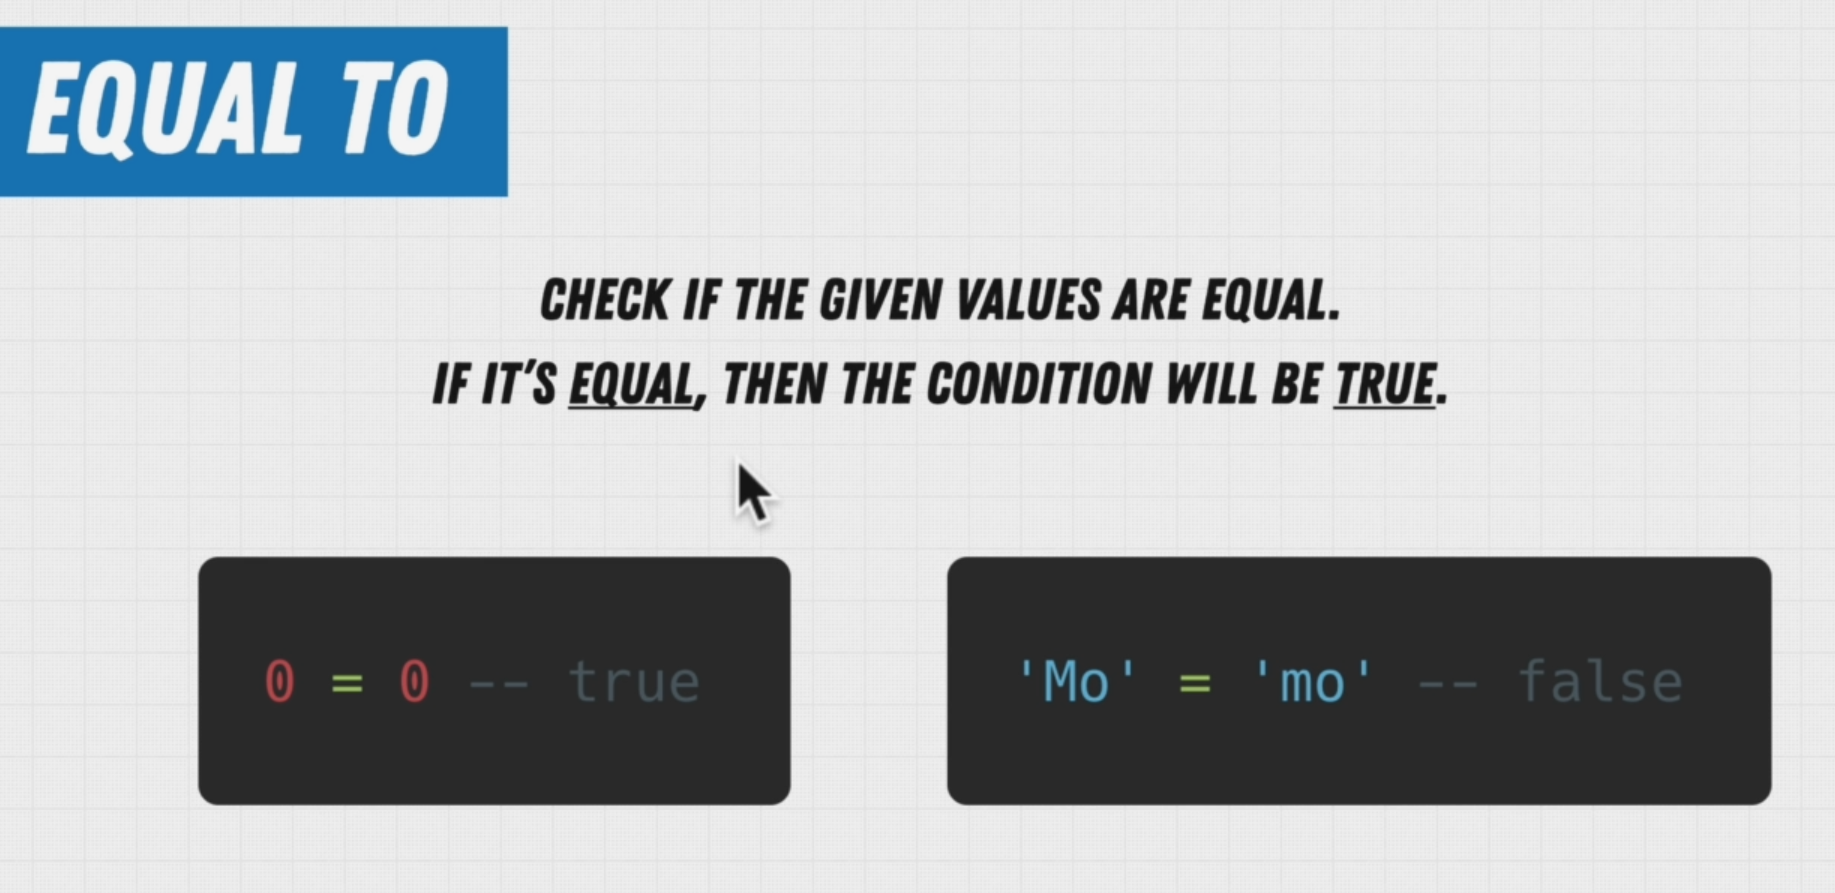 EQUAL TO
CHECK IF THE GIVEN VALUES ARE EQUAL.
IF IT'S EQUAL, THEN THE CONDITION WILL BE TRUE.
0 = 0 -- true
'Mo' = 'mo' -- false